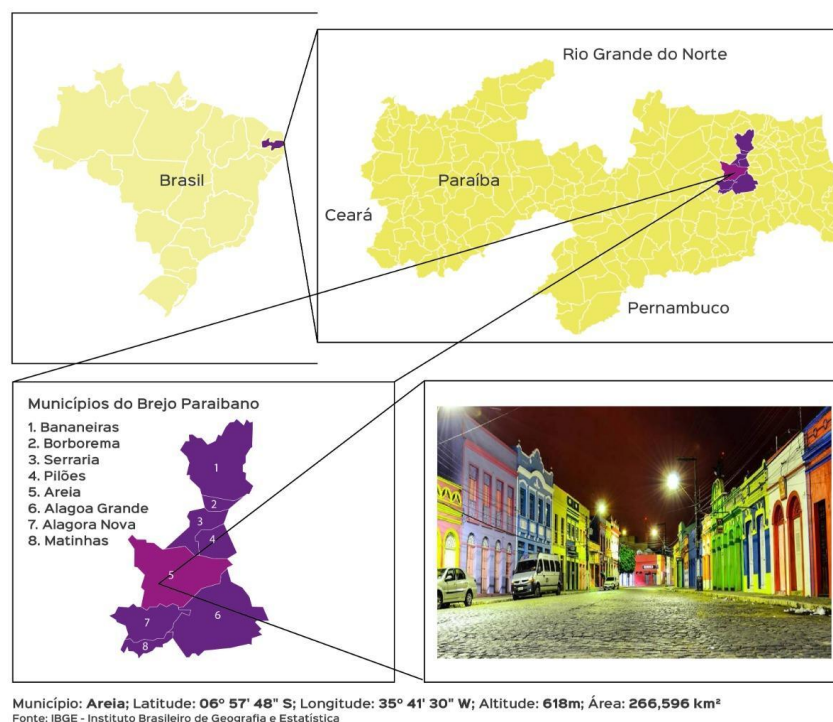 Brasil
Rio Grande do Norte
Paraíba
Ceará
Pernambuco
Municípios do Brejo Paraibano
1. Bananeiras
2. Borborema
3. Serraria
4. Pilões
5. Areia
6. Alagoa Grande
7. Alagora Nova
8. Matinhas
1
2
3
4
5
6
7
8
Município: Areia; Latitude: 06º 57' 48" S; Longitude: 35º 41' 30" W; Altitude: 618m; Área: 266,596 km²
Fonte: IBGE - Instituto Brasileiro de Geografia e Estatística